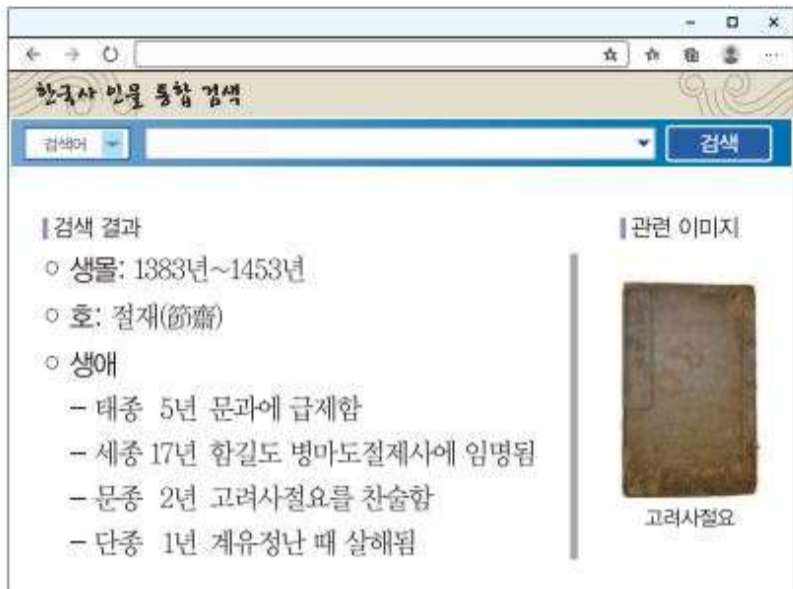 한국사 인물 통합 검색
검색어
검색
검색 결과
○ 생몰: 1383년~1453년
○ 호: 절재(節齋)
○ 생애
- 태종 5년 문과에 급제함
- 세종 17년 함길도 병마도절제사에 임명됨
- 문종 2년 고려사절요를 찬술함
- 단종 1년 계유정난 때 살해됨
관련 이미지
고려사절요